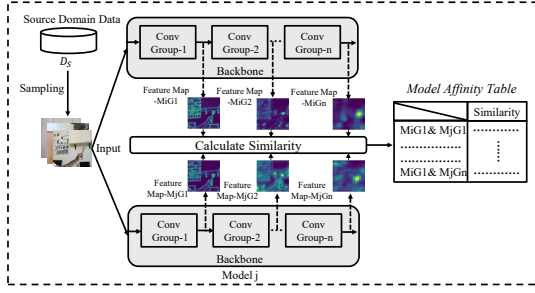 Source Domain Data
D_S
Sampling
Input
Conv Group-1
Conv Group-2
Conv Group-n
Backbone
Feature Map -MiG1
Feature Map -MiG2
Feature Map -MiGn
Calculate Similarity
Feature Map-MjG1
Feature Map-MjG2
Feature Map-MjGn
Conv Group-1
Conv Group-2
Conv Group-n
Backbone
Model j
Model Affinity Table
Similarity
MiG1& MjG1
MiG1& MjGn